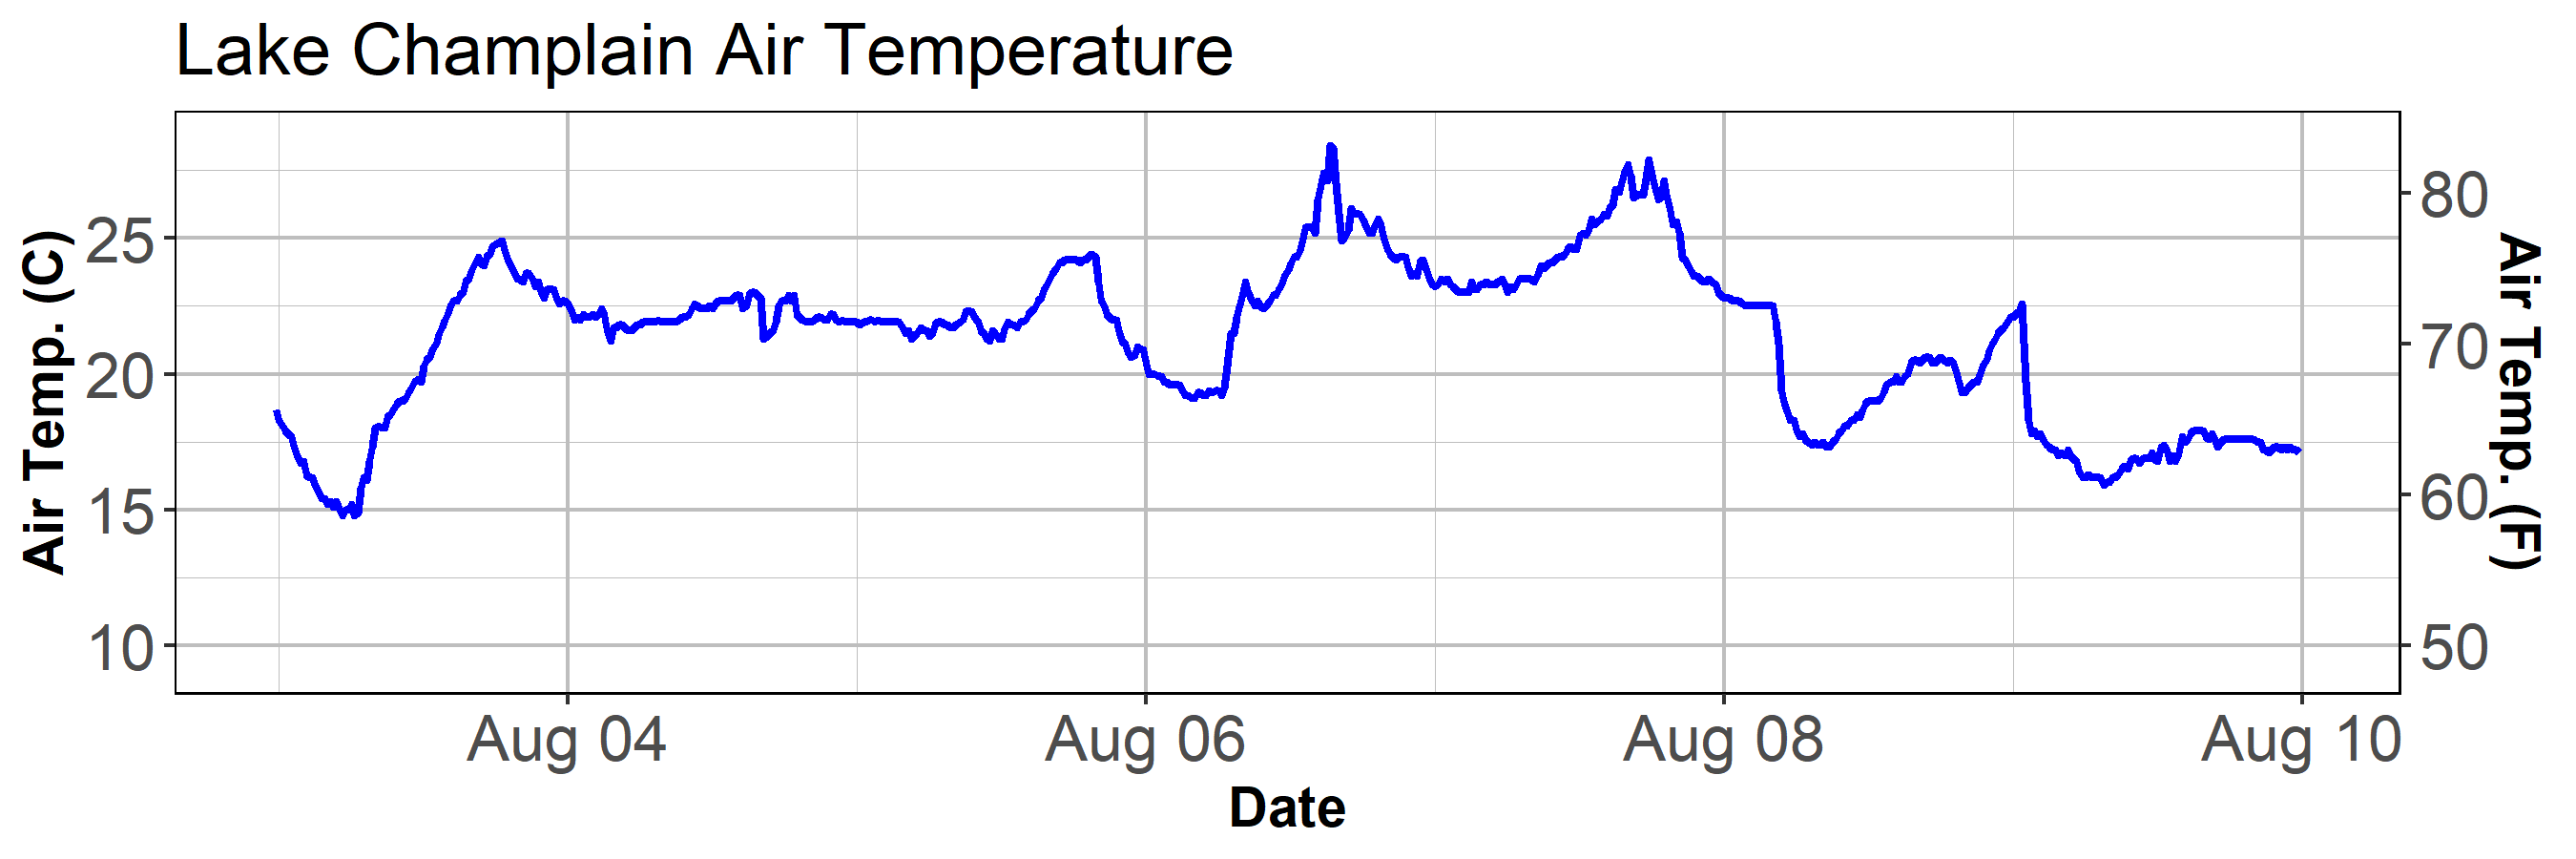 Lake Champlain Air Temperature
Air Temp. (C)
25
20
15
10
80
70
60
50
Air Temp. (F)
Aug 04
Aug 06
Aug 08
Aug 10
Date